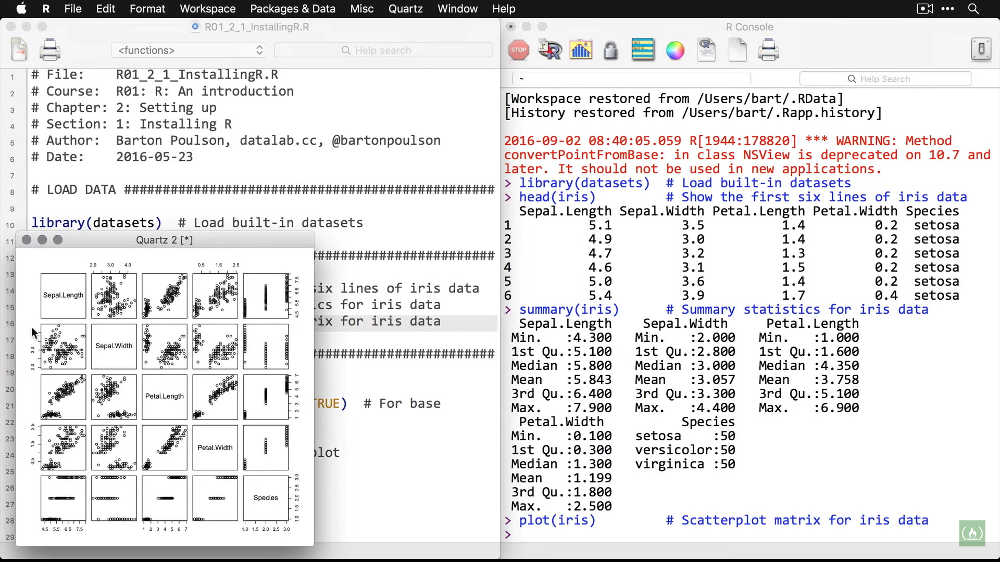 R File Edit Format Workspace Packages & Data Misc Quartz Window Help
R01_2_1_InstallingR.R
<functions>
Help search
1 # File: R01_2_1_InstallingR.R
2 # Course: R01: R: An introduction
3 # Chapter: 2: Setting up
4 # Section: 1: Installing R
5 # Author: Barton Poulson, datalab.cc, @bartonpoulson
6 # Date: 2016-05-23
7
8 # LOAD DATA ################################################
9
10 library(datasets) # Load built-in datasets
11
12 ########################
13
14 six lines of iris data
15 ics for iris data
16 rix for iris data
17
18 ########################
19
20
21 TRUE) # For base
22
23
24 plot
25
26
27
28
29
Quartz 2 [*]
2.0 3.0 4.0 0.5 1.5 2.5
Sepal.Length
4.5 5.5 6.5 7.5
Sepal.Width
2.0 3.0
Petal.Length
1 2 3 4 5 6 7
Petal.Width
0.5 1.5 2.5
Species
1.0 1.5 2.0 2.5 3.0
4.5 5.5 6.5 7.5 1 2 3 4 5 6 7 1.0 1.5 2.0 2.5 3.0
R Console
STOP
~
Help Search
[Workspace restored from /Users/bart/.RData]
[History restored from /Users/bart/.Rapp.history]
2016-09-02 08:40:05.059 R[1944:178820] *** WARNING: Method
convertPointFromBase: in class NSView is deprecated on 10.7 and
later. It should not be used in new applications.
> library(datasets) # Load built-in datasets
> head(iris) # Show the first six lines of iris data
Sepal.Length Sepal.Width Petal.Length Petal.Width Species
1 5.1 3.5 1.4 0.2 setosa
2 4.9 3.0 1.4 0.2 setosa
3 4.7 3.2 1.3 0.2 setosa
4 4.6 3.1 1.5 0.2 setosa
5 5.0 3.6 1.4 0.2 setosa
6 5.4 3.9 1.7 0.4 setosa
> summary(iris) # Summary statistics for iris data
Sepal.Length Sepal.Width Petal.Length
Min. :4.300 Min. :2.000 Min. :1.000
1st Qu.:5.100 1st Qu.:2.800 1st Qu.:1.600
Median :5.800 Median :3.000 Median :4.350
Mean :5.843 Mean :3.057 Mean :3.758
3rd Qu.:6.400 3rd Qu.:3.300 3rd Qu.:5.100
Max. :7.900 Max. :4.400 Max. :6.900
Petal.Width Species
Min. :0.100 setosa :50
1st Qu.:0.300 versicolor:50
Median :1.300 virginica :50
Mean :1.199
3rd Qu.:1.800
Max. :2.500
> plot(iris) # Scatterplot matrix for iris data
>